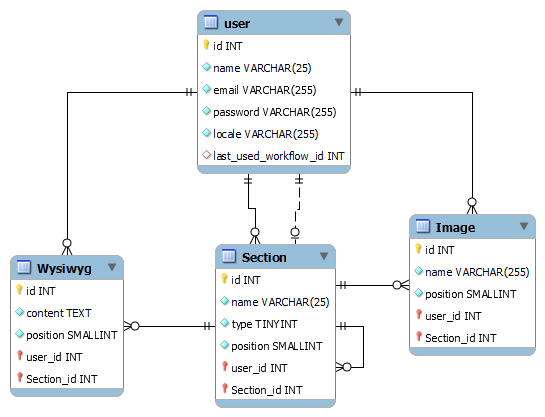 user
id INT
name VARCHAR(25)
email VARCHAR(255)
password VARCHAR(255)
locale VARCHAR(255)
last_used_workflow_id INT
Wysiwyg
id INT
content TEXT
position SMALLINT
user_id INT
Section_id INT
Section
id INT
name VARCHAR(25)
type TINYINT
position SMALLINT
user_id INT
Section_id INT
Image
id INT
name VARCHAR(255)
position SMALLINT
user_id INT
Section_id INT